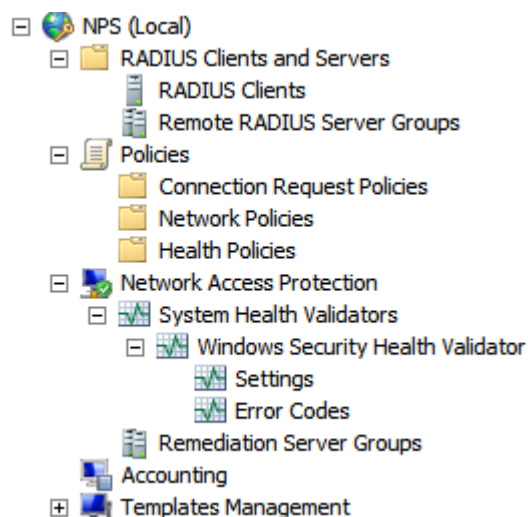 NPS (Local)
RADIUS Clients and Servers
RADIUS Clients
Remote RADIUS Server Groups
Policies
Connection Request Policies
Network Policies
Health Policies
Network Access Protection
System Health Validators
Windows Security Health Validator
Settings
Error Codes
Remediation Server Groups
Accounting
Templates Management